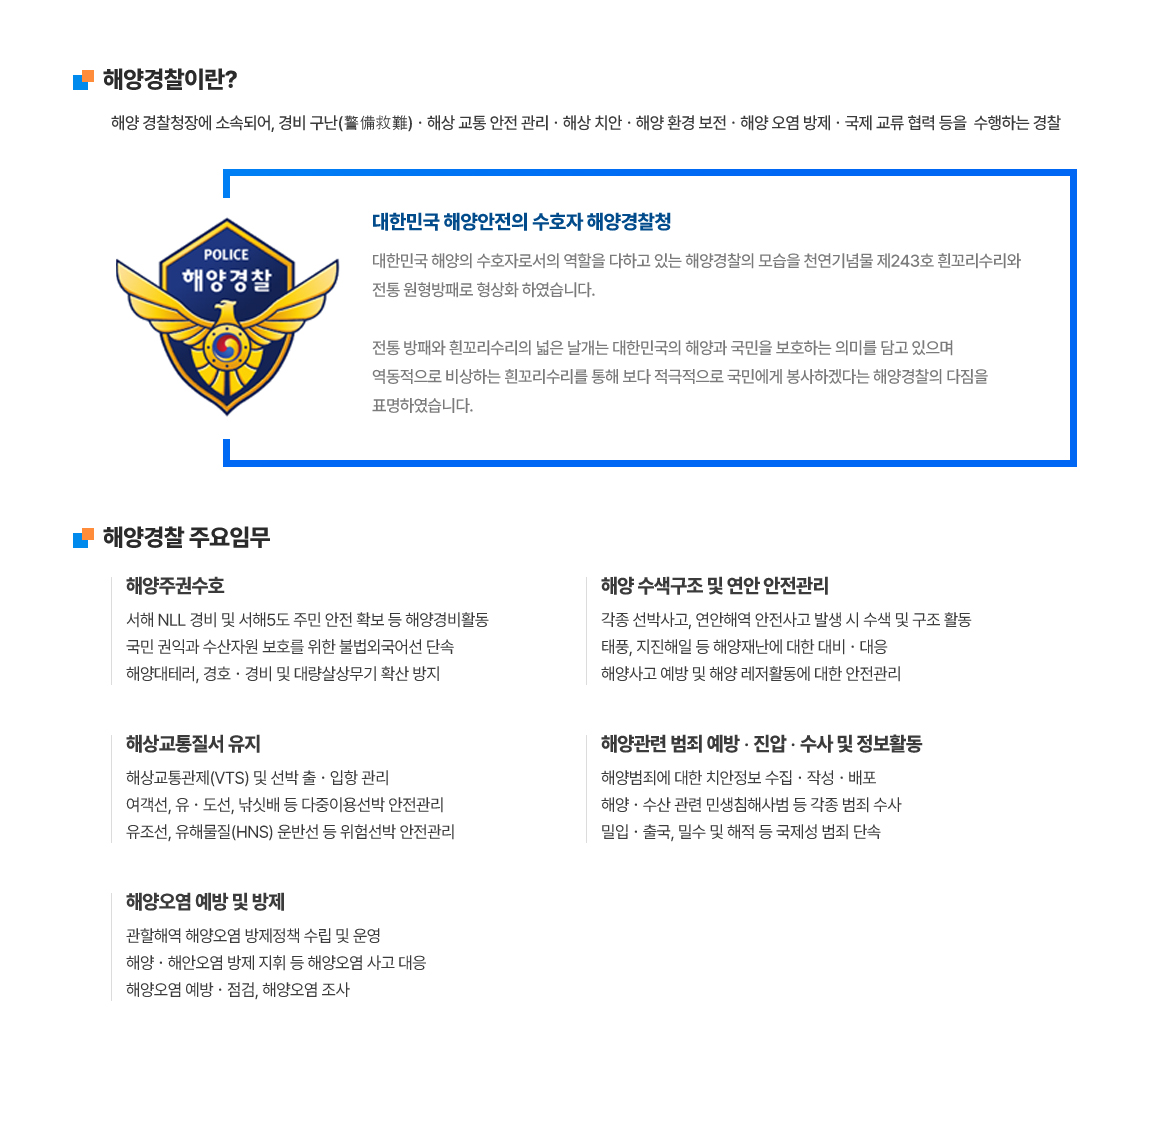 해양경찰이란?
해양 경찰청장에 소속되어, 경비 구난(警備救難)ㆍ해상 교통 안전 관리ㆍ해상 치안ㆍ해양 환경 보전ㆍ해양 오염 방제ㆍ국제 교류 협력 등을 수행하는 경찰
POLICE
해양경찰
대한민국 해양안전의 수호자 해양경찰청
대한민국 해양의 수호자로서의 역할을 다하고 있는 해양경찰의 모습을 천연기념물 제243호 흰꼬리수리와
전통 원형방패로 형상화 하였습니다.
전통 방패와 흰꼬리수리의 넓은 날개는 대한민국의 해양과 국민을 보호하는 의미를 담고 있으며
역동적으로 비상하는 흰꼬리수리를 통해 보다 적극적으로 국민에게 봉사하겠다는 해양경찰의 다짐을
표명하였습니다.
해양경찰 주요임무
해양주권수호
서해 NLL 경비 및 서해5도 주민 안전 확보 등 해양경비활동
국민 권익과 수산자원 보호를 위한 불법외국어선 단속
해양대테러, 경호ㆍ경비 및 대량살상무기 확산 방지
해양 수색구조 및 연안 안전관리
각종 선박사고, 연안해역 안전사고 발생 시 수색 및 구조 활동
태풍, 지진해일 등 해양재난에 대한 대비ㆍ대응
해양사고 예방 및 해양 레저활동에 대한 안전관리
해상교통질서 유지
해상교통관제(VTS) 및 선박 출ㆍ입항 관리
여객선, 유ㆍ도선, 낚싯배 등 다중이용선박 안전관리
유조선, 유해물질(HNS) 운반선 등 위험선박 안전관리
해양관련 범죄 예방ㆍ진압ㆍ수사 및 정보활동
해양범죄에 대한 치안정보 수집ㆍ작성ㆍ배포
해양ㆍ수산 관련 민생침해사범 등 각종 범죄 수사
밀입ㆍ출국, 밀수 및 해적 등 국제성 범죄 단속
해양오염 예방 및 방제
관할해역 해양오염 방제정책 수립 및 운영
해양ㆍ해안오염 방제 지휘 등 해양오염 사고 대응
해양오염 예방ㆍ점검, 해양오염 조사